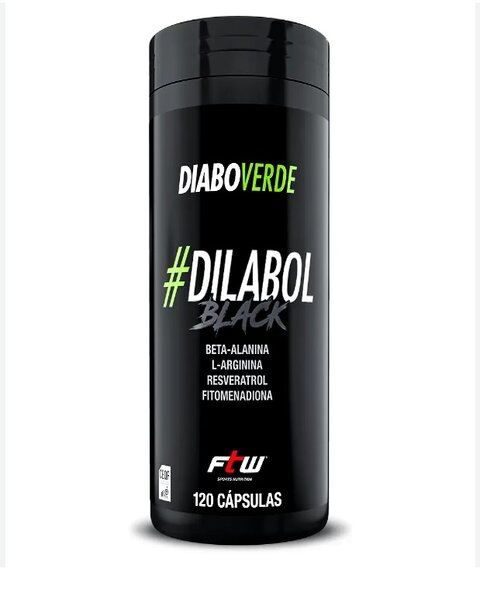 DIABOVERDE
#DILABOL
BLACK
BETA-ALANINA
L-ARGININA
RESVERATROL
FITOMENADIONA
FTW
SPORTS NUTRITION
120 CÁPSULAS